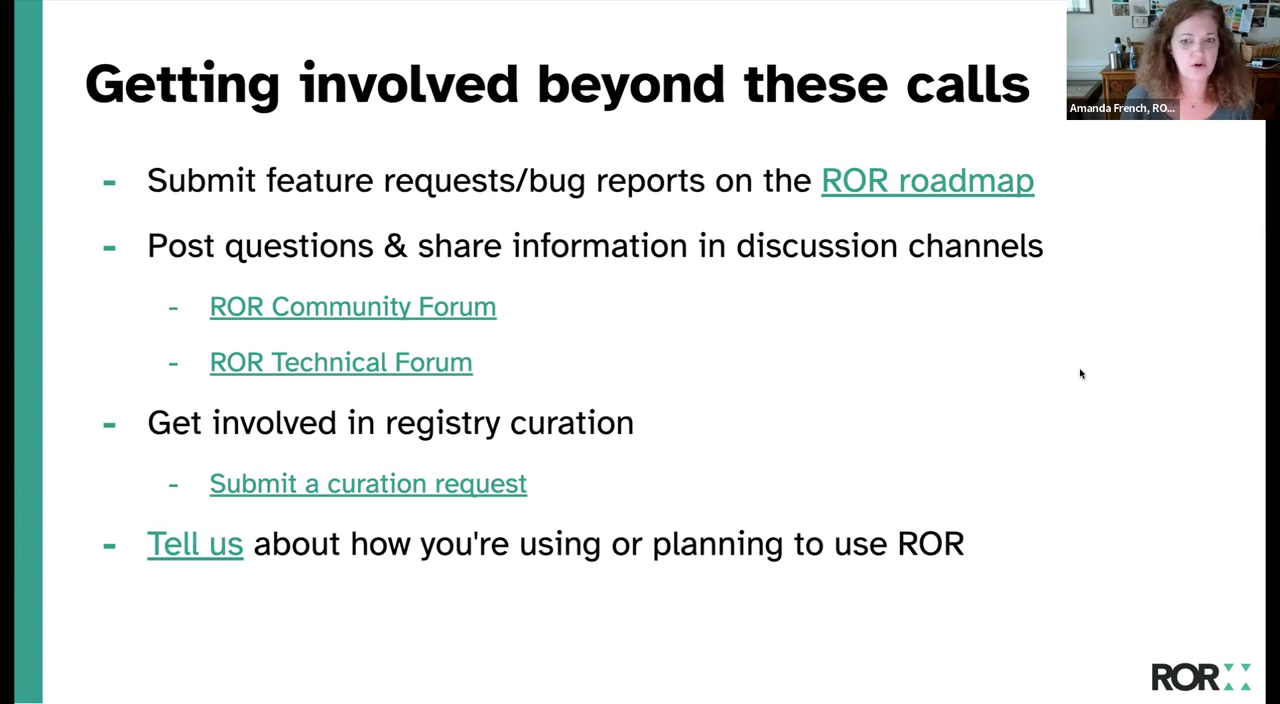 Getting involved beyond these calls
Amanda French, RO...
- Submit feature requests/bug reports on the ROR roadmap
- Post questions & share information in discussion channels
- ROR Community Forum
- ROR Technical Forum
- Get involved in registry curation
- Submit a curation request
- Tell us about how you're using or planning to use ROR
ROR